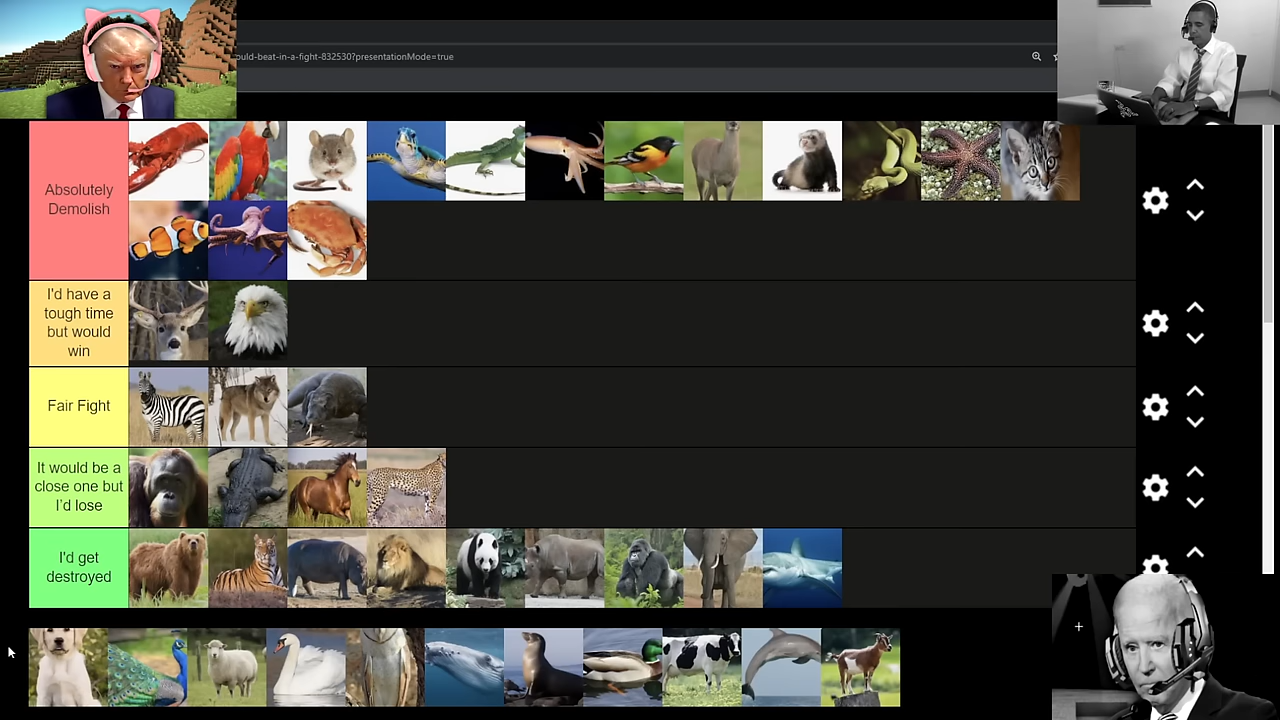 ould-beat-in-a-fight-832530?presentationMode=true
Absolutely
Demolish
I'd have a
tough time
but would
win
Fair Fight
It would be a
close one but
I'd lose
I'd get
destroyed